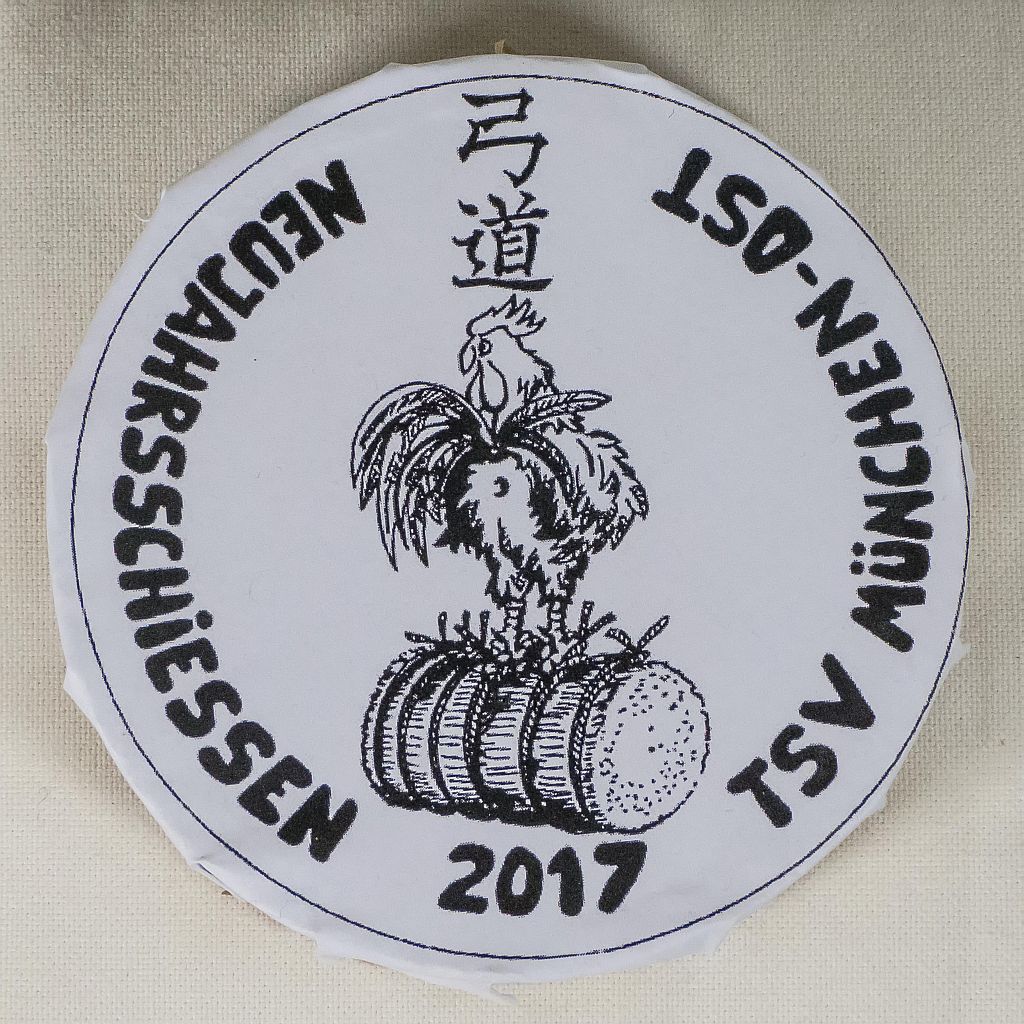 弓道
NEUJAHRSSCHiESSEN
2017
TSV MÜNCHEN-OST